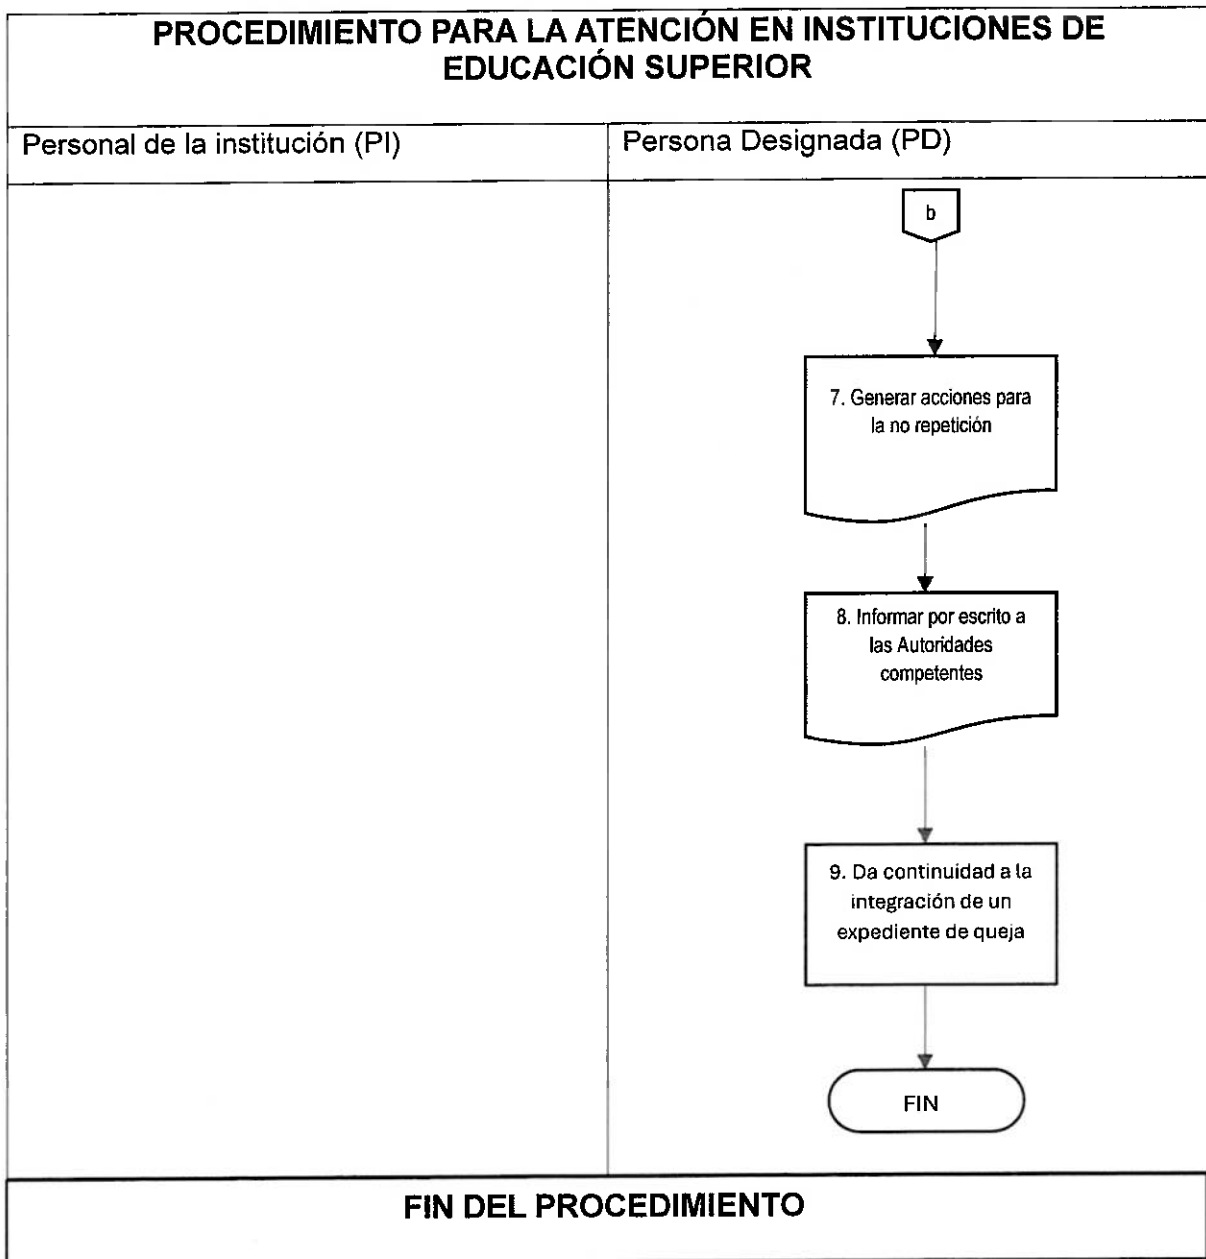 PROCEDIMIENTO PARA LA ATENCIÓN EN INSTITUCIONES DE
EDUCACIÓN SUPERIOR
Personal de la institución (PI)
Persona Designada (PD)
b
7. Generar acciones para
la no repetición
8. Informar por escrito a
las Autoridades
competentes
9. Da continuidad a la
integración de un
expediente de queja
FIN
FIN DEL PROCEDIMIENTO